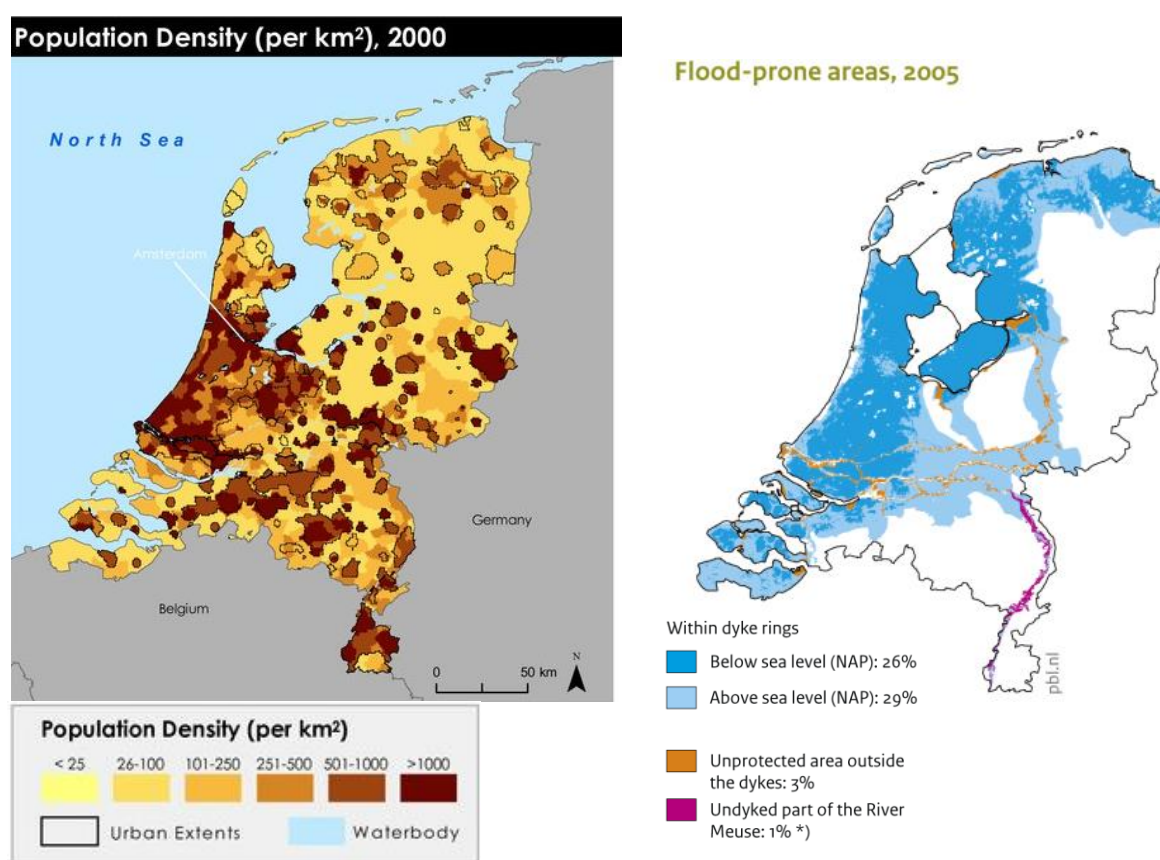 Population Density (per km²), 2000
North Sea
Amsterdam
Germany
Belgium
N
0 50 km
Population Density (per km²)
< 25 26-100 101-250 251-500 501-1000 >1000
Urban Extents Waterbody
Flood-prone areas, 2005
Within dyke rings
Below sea level (NAP): 26%
Above sea level (NAP): 29%
Unprotected area outside
the dykes: 3%
Undyked part of the River
Meuse: 1% *)
pbl.nl